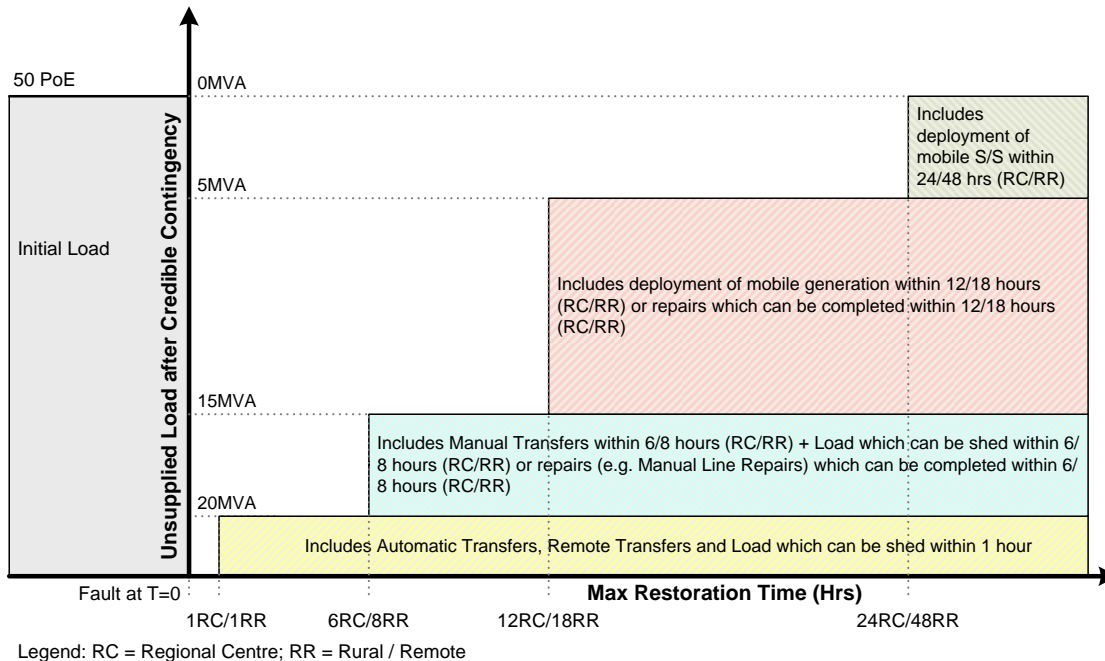 50 PoE
0MVA
Includes
deployment of
mobile S/S within
24/48 hrs (RC/RR)
5MVA
Initial Load
Unsupplied Load after Credible Contingency
Includes deployment of mobile generation within 12/18 hours
(RC/RR) or repairs which can be completed within 12/18 hours
(RC/RR)
15MVA
Includes Manual Transfers within 6/8 hours (RC/RR) + Load which can be shed within 6/
8 hours (RC/RR) or repairs (e.g. Manual Line Repairs) which can be completed within 6/
8 hours (RC/RR)
20MVA
Includes Automatic Transfers, Remote Transfers and Load which can be shed within 1 hour
Fault at T=0
Max Restoration Time (Hrs)
1RC/1RR
6RC/8RR
12RC/18RR
24RC/48RR
Legend: RC = Regional Centre; RR = Rural / Remote